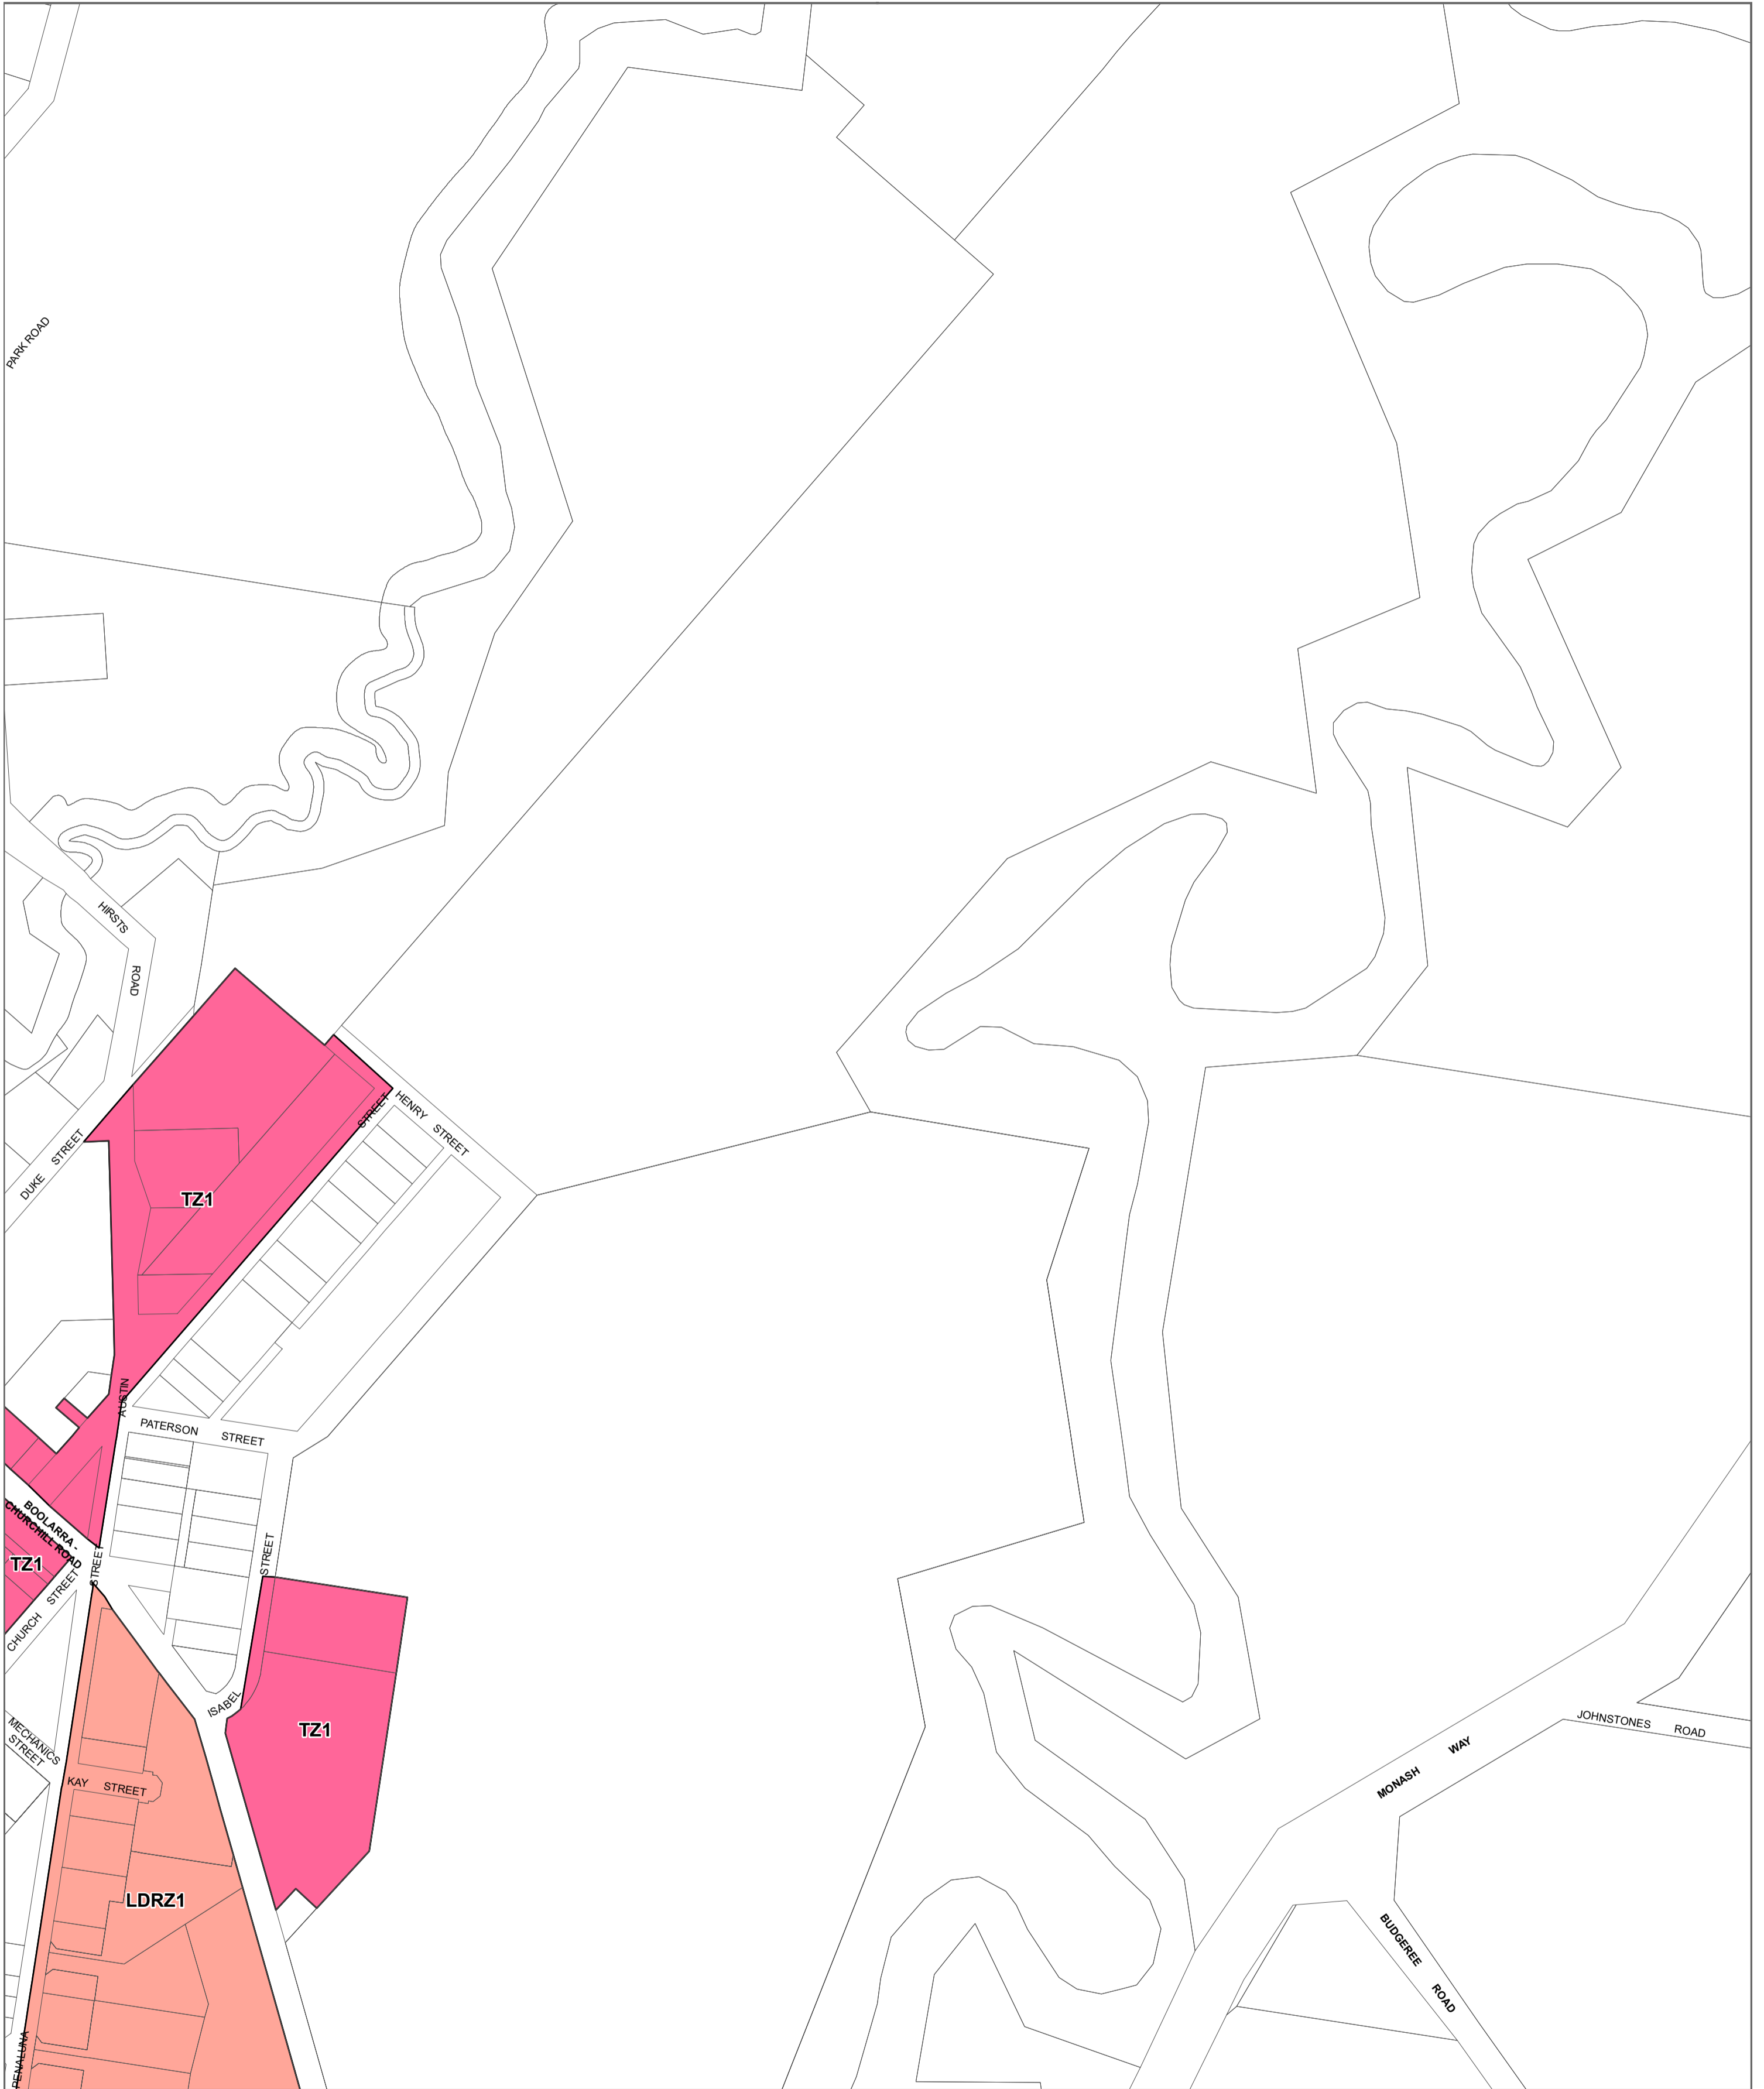 PARK ROAD
HIRSTS
ROAD
HENRY STREET
STREET
DUKE STREET
TZ1
AUSTIN
PATERSON STREET
BOOLARRA -
CHURCHILL ROAD
TZ1
STREET
STREET
CHURCH STREET
ISABEL
TZ1
MECHANICS
STREET
KAY STREET
LDRZ1
PENALUNA
JOHNSTONES ROAD
MONASH WAY
BUDGEREE ROAD